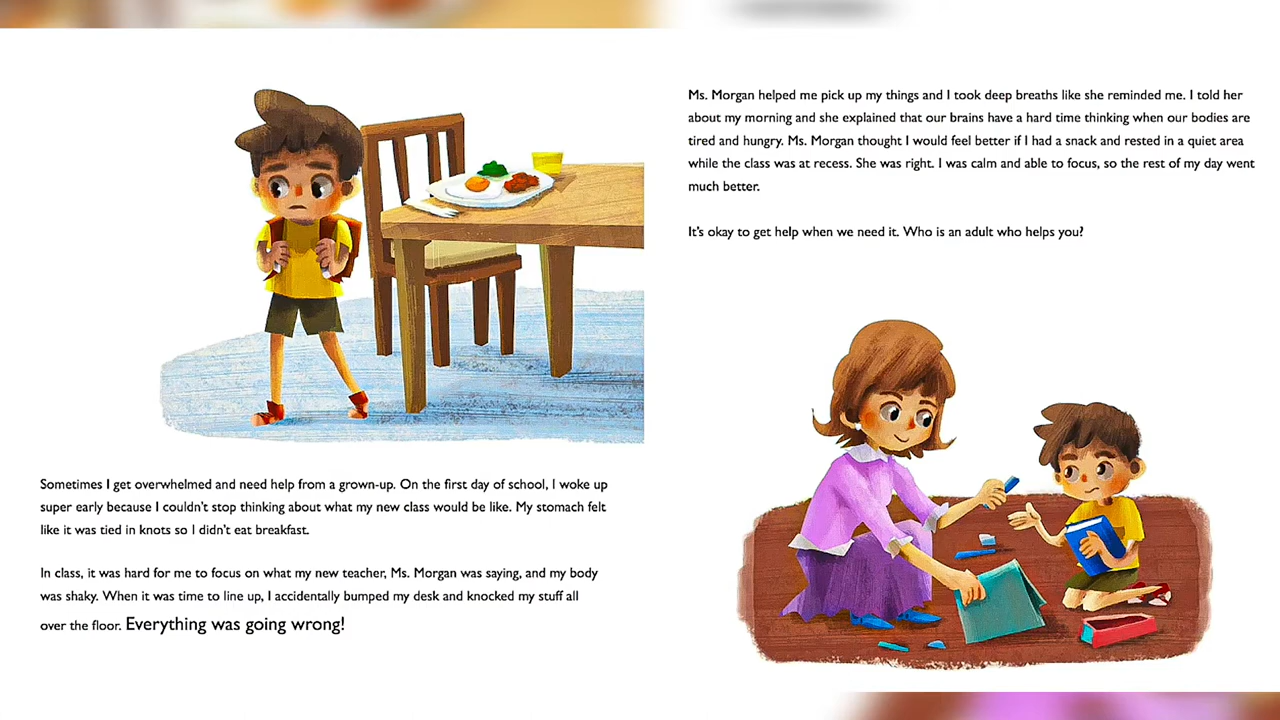 Sometimes I get overwhelmed and need help from a grown-up. On the first day of school, I woke up
super early because I couldn't stop thinking about what my new class would be like. My stomach felt
like it was tied in knots so I didn't eat breakfast.
In class, it was hard for me to focus on what my new teacher, Ms. Morgan was saying, and my body
was shaky. When it was time to line up, I accidentally bumped my desk and knocked my stuff all
over the floor. Everything was going wrong!
Ms. Morgan helped me pick up my things and I took deep breaths like she reminded me. I told her
about my morning and she explained that our brains have a hard time thinking when our bodies are
tired and hungry. Ms. Morgan thought I would feel better if I had a snack and rested in a quiet area
while the class was at recess. She was right. I was calm and able to focus, so the rest of my day went
much better.
It's okay to get help when we need it. Who is an adult who helps you?